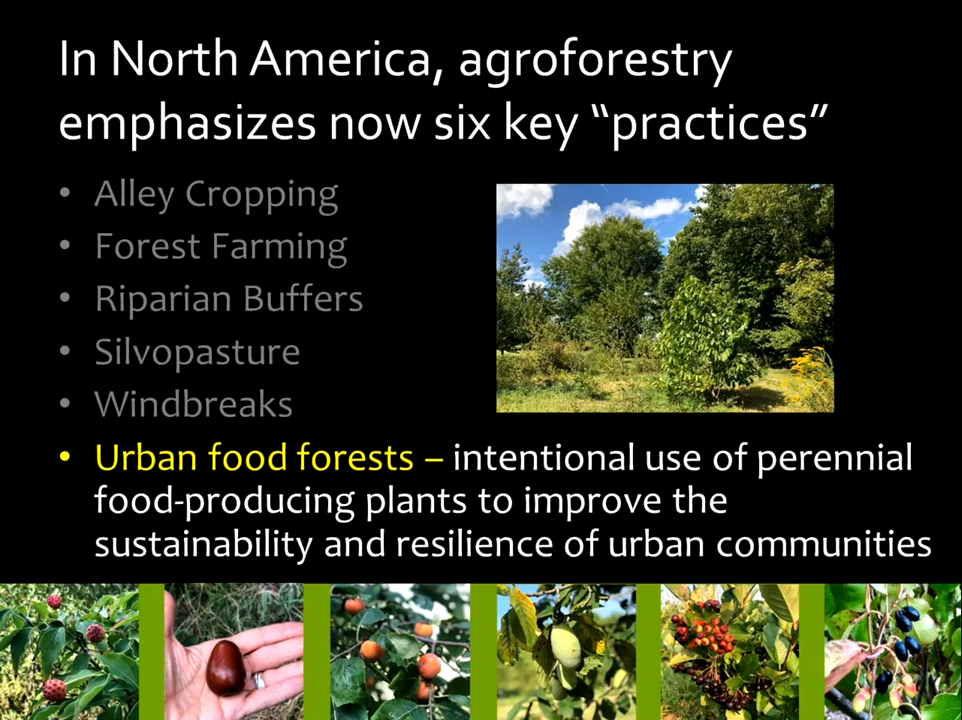 In North America, agroforestry
emphasizes now six key “practices”
• Alley Cropping
• Forest Farming
• Riparian Buffers
• Silvopasture
• Windbreaks
• Urban food forests – intentional use of perennial
food-producing plants to improve the
sustainability and resilience of urban communities